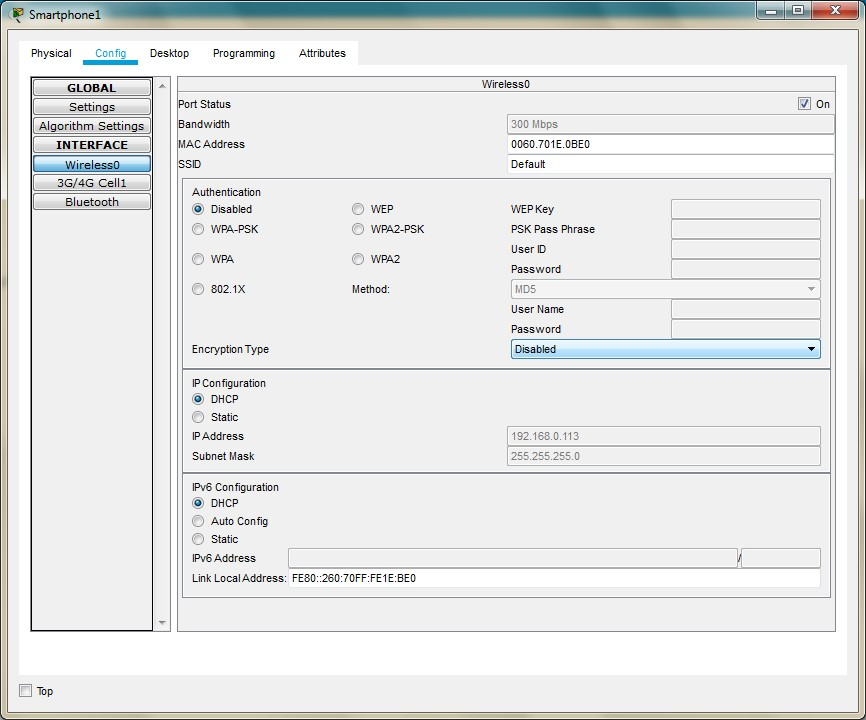 Smartphone1
Physical Config Desktop Programming Attributes
GLOBAL
Settings
Algorithm Settings
INTERFACE
Wireless0
3G/4G Cell1
Bluetooth
Wireless0
Port Status On
Bandwidth 300 Mbps
MAC Address 0060.701E.0BE0
SSID Default
Authentication
Disabled WEP WEP Key
WPA-PSK WPA2-PSK PSK Pass Phrase
User ID
WPA WPA2
Password
802.1X Method: MD5
User Name
Password
Encryption Type Disabled
IP Configuration
DHCP
Static
IP Address 192.168.0.113
Subnet Mask 255.255.255.0
IPv6 Configuration
DHCP
Auto Config
Static
IPv6 Address /
Link Local Address: FE80::260:70FF:FE1E:BE0
Top